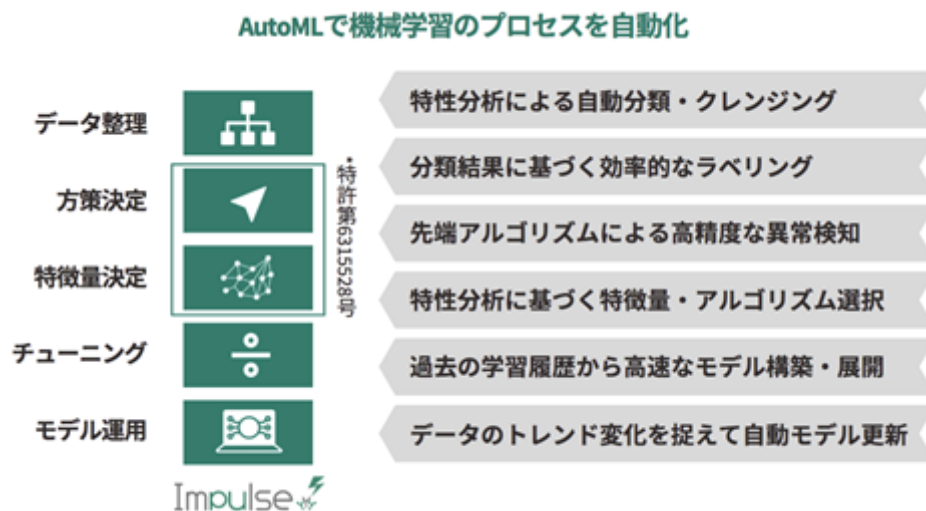 AutoMLで機械学習のプロセスを自動化
データ整理
方策決定
特徴量決定
チューニング
モデル運用
・特許第6315528号
Impulse
特性分析による自動分類・クレンジング
分類結果に基づく効率的なラベリング
先端アルゴリズムによる高精度な異常検知
特性分析に基づく特徴量・アルゴリズム選択
過去の学習履歴から高速なモデル構築・展開
データのトレンド変化を捉えて自動モデル更新